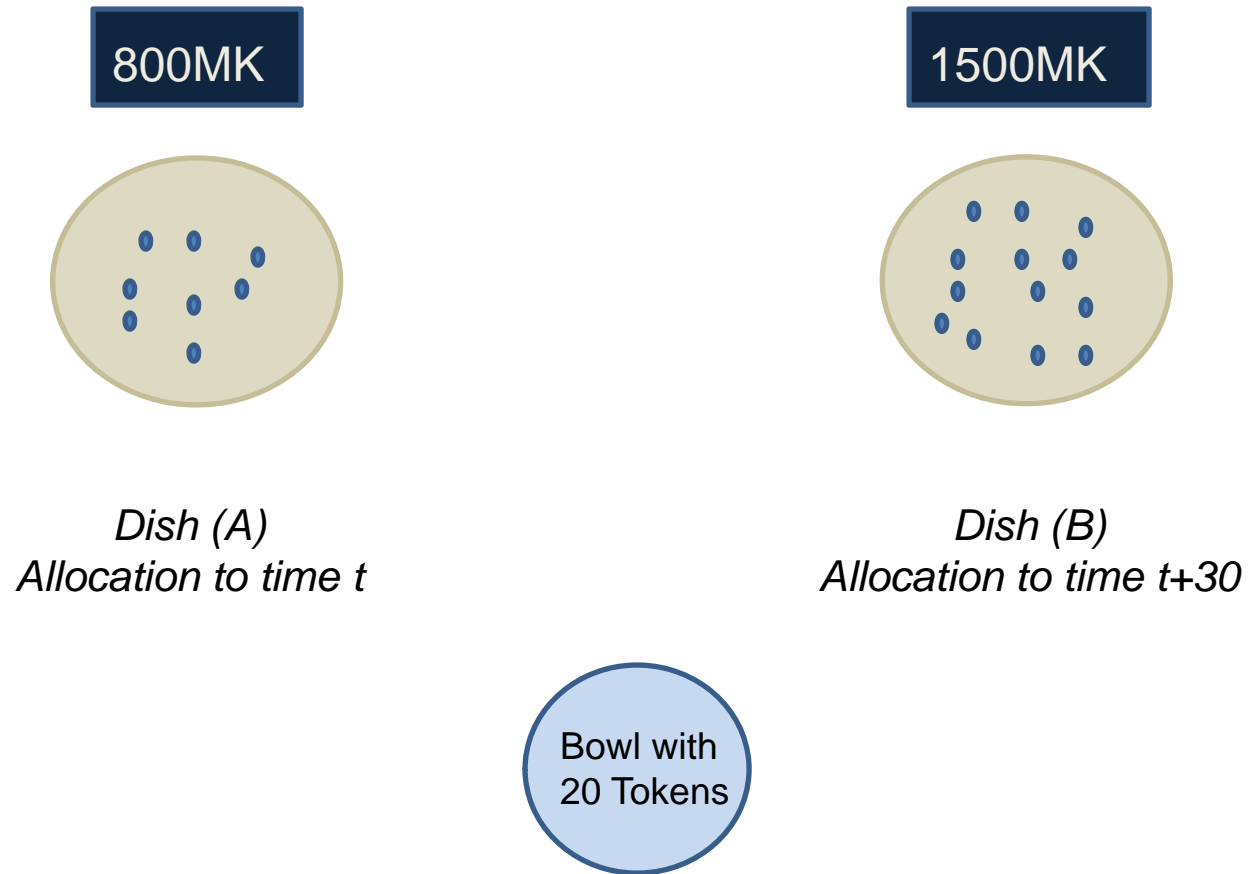 800MK
1500MK
Dish (A)
Allocation to time t
Dish (B)
Allocation to time t+30
Bowl with
20 Tokens